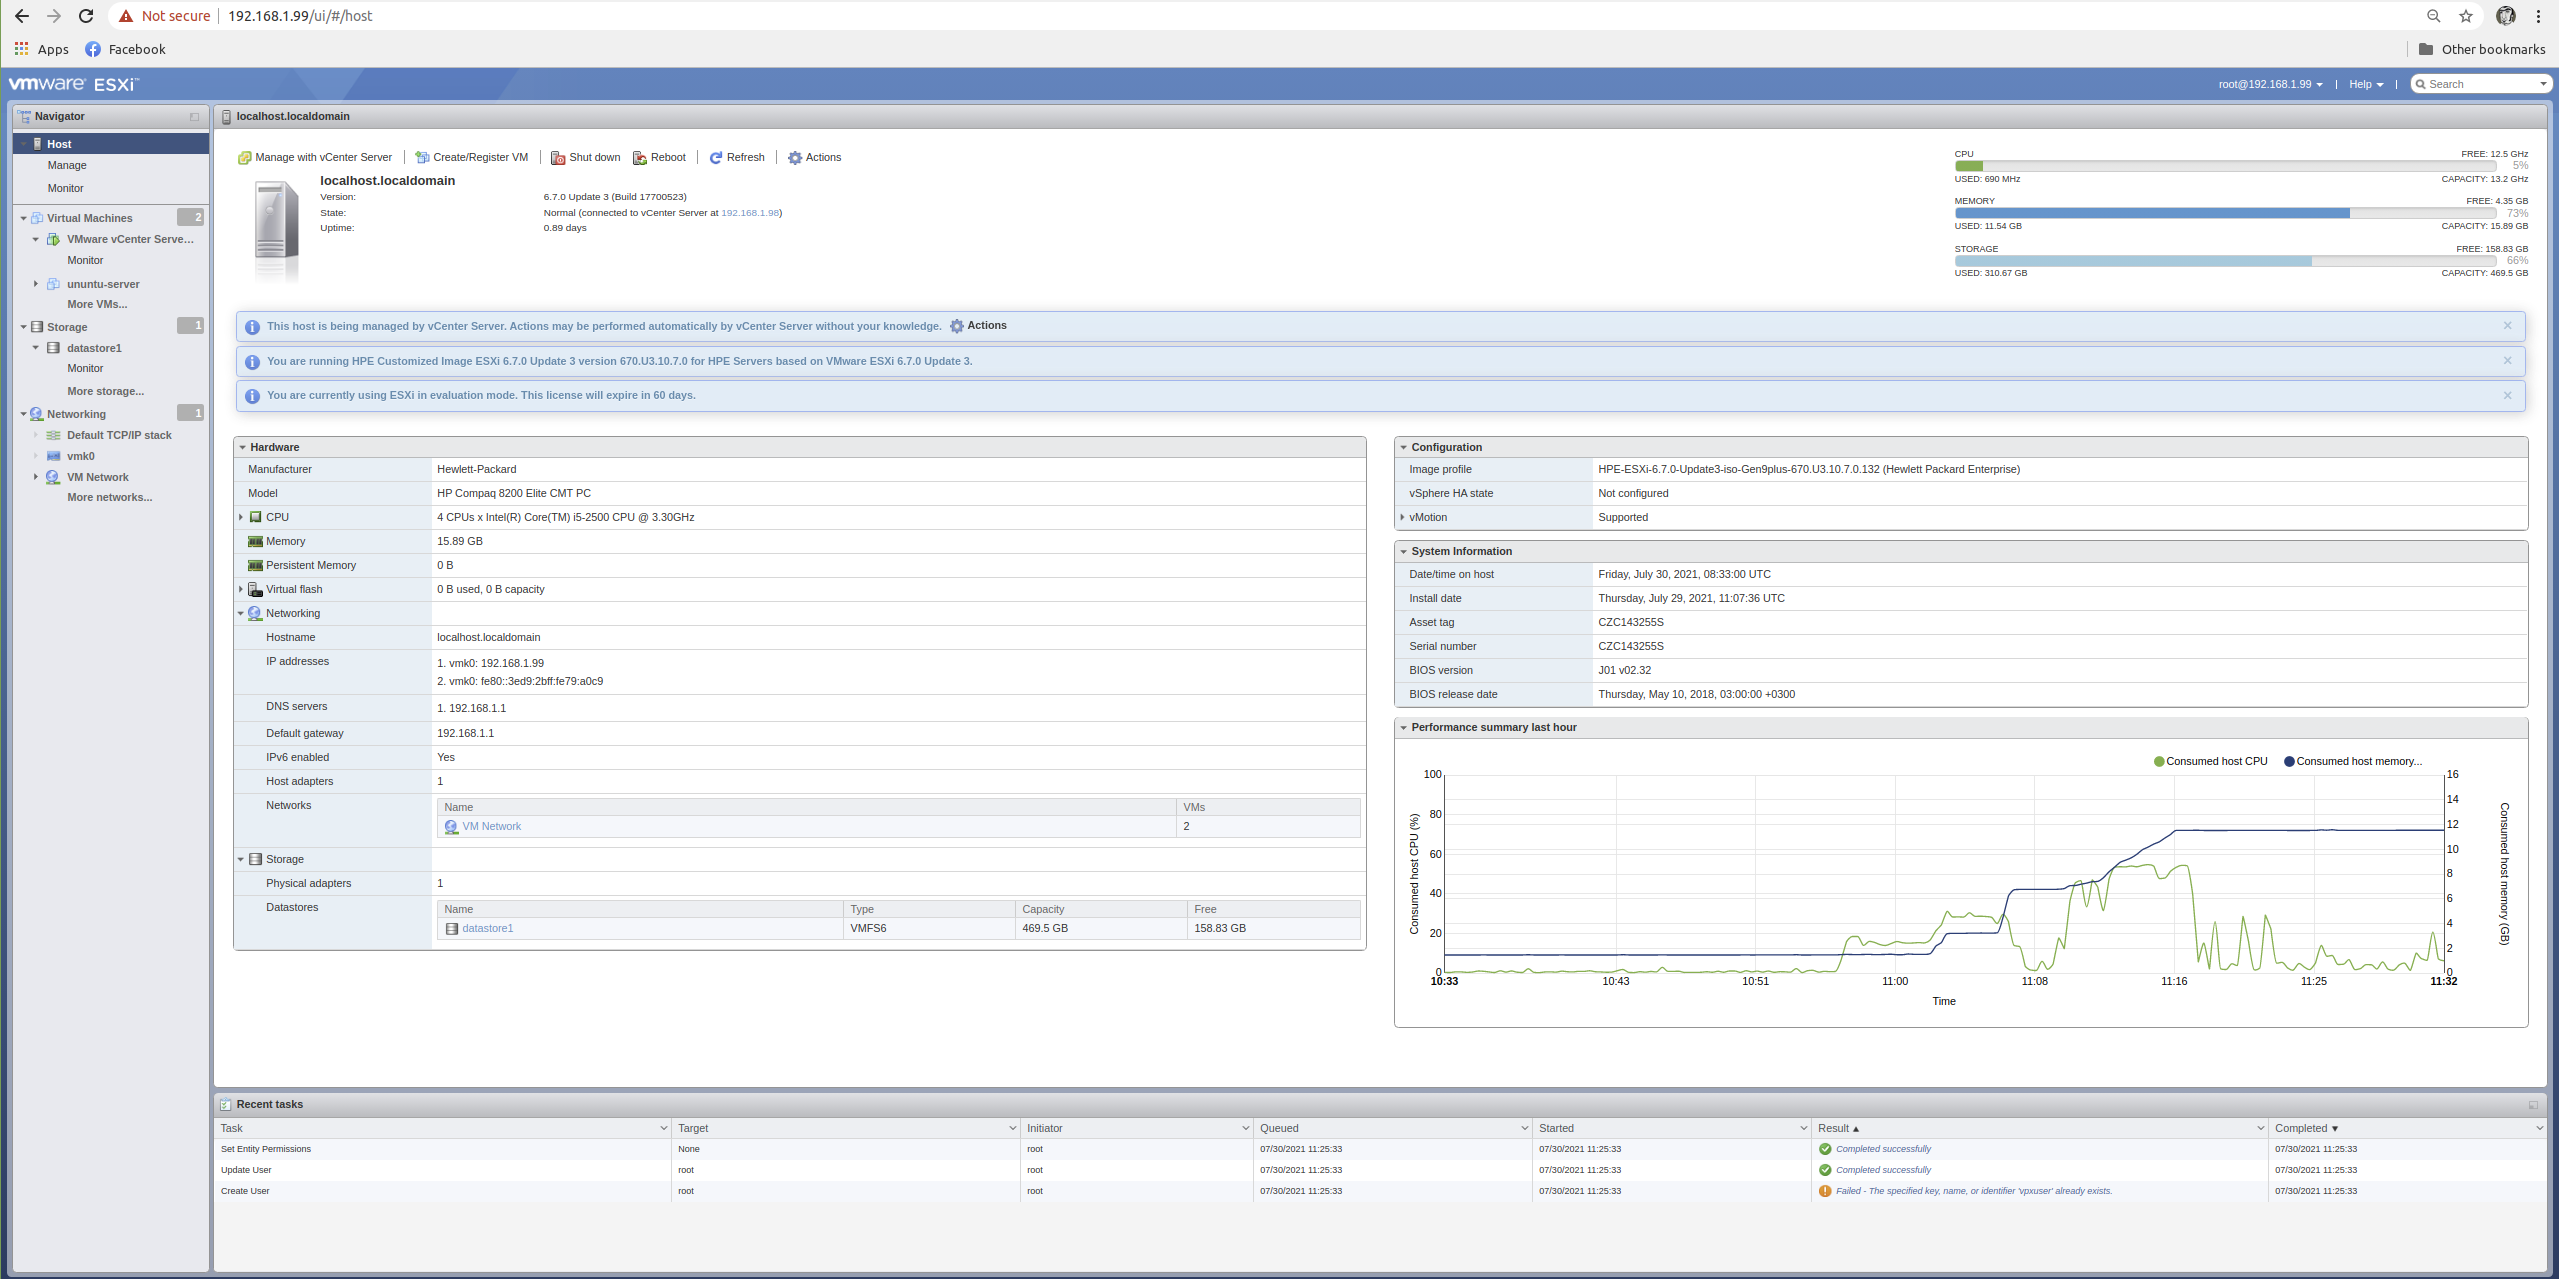 Not secure 192.168.1.99/ui/#/host
Apps Facebook Other bookmarks
vmware ESXi™ root@192.168.1.99 Help Search
Navigator
Host
Manage
Monitor
Virtual Machines 2
VMware vCenter Serve...
Monitor
ununtu-server
More VMs...
Storage 1
datastore1
Monitor
More storage...
Networking 1
Default TCP/IP stack
vmk0
VM Network
More networks...
localhost.localdomain
Manage with vCenter Server Create/Register VM Shut down Reboot Refresh Actions
localhost.localdomain
Version: 6.7.0 Update 3 (Build 17700523)
State: Normal (connected to vCenter Server at 192.168.1.98)
Uptime: 0.89 days
CPU FREE: 12.5 GHz
5%
USED: 690 MHz CAPACITY: 13.2 GHz
MEMORY FREE: 4.35 GB
73%
USED: 11.54 GB CAPACITY: 15.89 GB
STORAGE FREE: 158.83 GB
66%
USED: 310.67 GB CAPACITY: 469.5 GB
This host is being managed by vCenter Server. Actions may be performed automatically by vCenter Server without your knowledge. Actions
You are running HPE Customized Image ESXi 6.7.0 Update 3 version 670.U3.10.7.0 for HPE Servers based on VMware ESXi 6.7.0 Update 3.
You are currently using ESXi in evaluation mode. This license will expire in 60 days.
Hardware
Manufacturer Hewlett-Packard
Model HP Compaq 8200 Elite CMT PC
CPU 4 CPUs x Intel(R) Core(TM) i5-2500 CPU @ 3.30GHz
Memory 15.89 GB
Persistent Memory 0 B
Virtual flash 0 B used, 0 B capacity
Networking
Hostname localhost.localdomain
IP addresses 1. vmk0: 192.168.1.99
2. vmk0: fe80::3ed9:2bff:fe79:a0c9
DNS servers 1. 192.168.1.1
Default gateway 192.168.1.1
IPv6 enabled Yes
Host adapters 1
Networks Name VMs
VM Network 2
Storage
Physical adapters 1
Datastores Name Type Capacity Free
datastore1 VMFS6 469.5 GB 158.83 GB
Configuration
Image profile HPE-ESXi-6.7.0-Update3-iso-Gen9plus-670.U3.10.7.0.132 (Hewlett Packard Enterprise)
vSphere HA state Not configured
vMotion Supported
System Information
Date/time on host Friday, July 30, 2021, 08:33:00 UTC
Install date Thursday, July 29, 2021, 11:07:36 UTC
Asset tag CZC143255S
Serial number CZC143255S
BIOS version J01 v02.32
BIOS release date Thursday, May 10, 2018, 03:00:00 +0300
Performance summary last hour
Consumed host CPU Consumed host memory...
Consumed host CPU (%)
100
80
60
40
20
0
16
14
12
10
8
6
4
2
0
Consumed host memory (GB)
10:33 10:43 10:51 11:00 11:08 11:16 11:25 11:32
Time
Recent tasks
Task Target Initiator Queued Started Result ▲ Completed ▼
Set Entity Permissions None root 07/30/2021 11:25:33 07/30/2021 11:25:33 Completed successfully 07/30/2021 11:25:33
Update User root root 07/30/2021 11:25:33 07/30/2021 11:25:33 Completed successfully 07/30/2021 11:25:33
Create User root root 07/30/2021 11:25:33 07/30/2021 11:25:33 Failed - The specified key, name, or identifier 'vpxuser' already exists. 07/30/2021 11:25:33